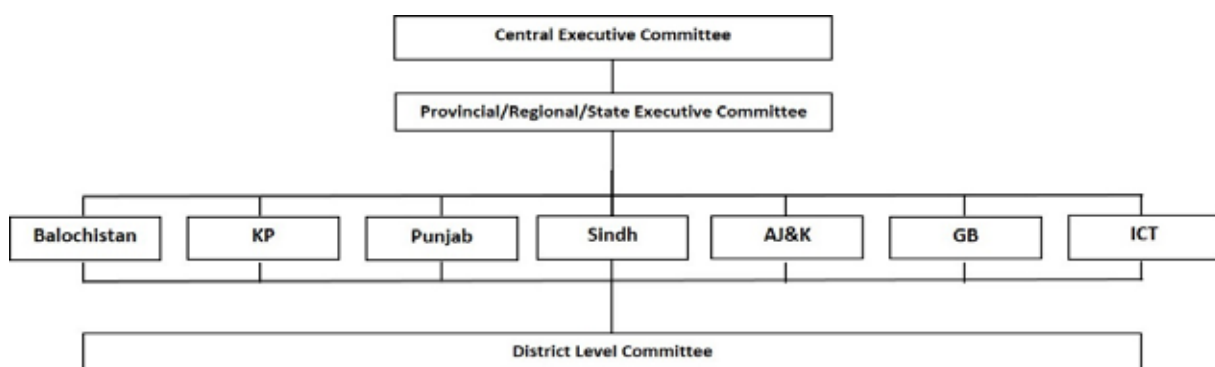 Central Executive Committee
Provincial/Regional/State Executive Committee
Balochistan KP Punjab Sindh AJ&K GB ICT
District Level Committee